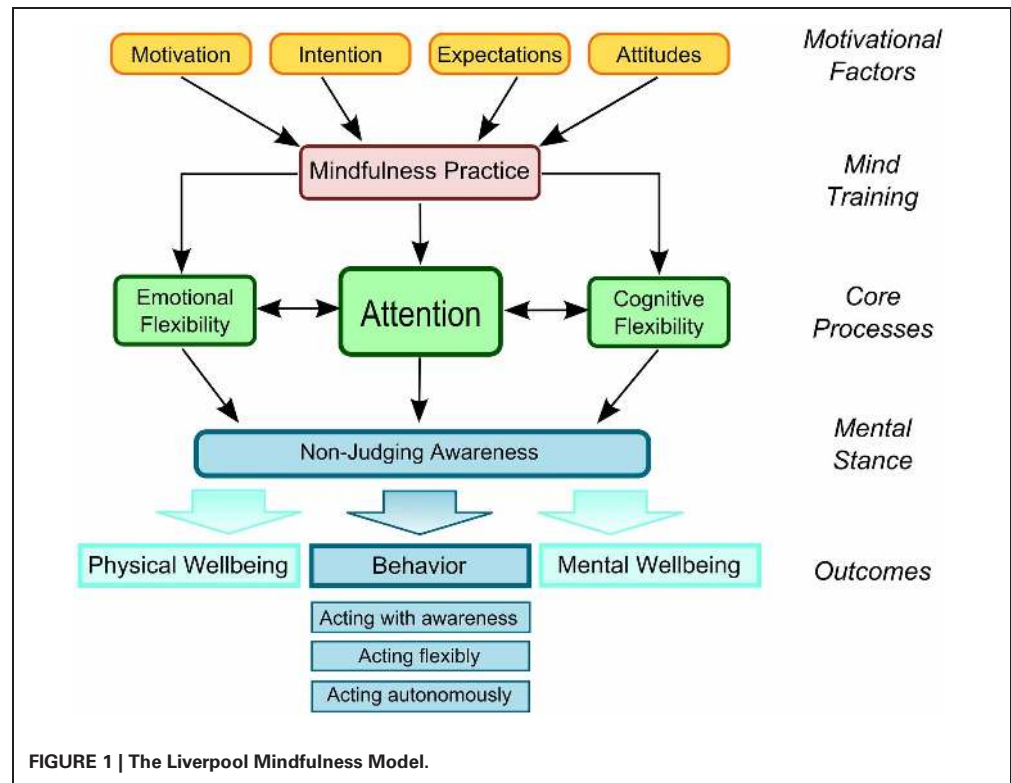 Motivation
Intention
Expectations
Attitudes
Motivational
Factors
Mindfulness Practice
Mind
Training
Emotional
Flexibility
Attention
Cognitive
Flexibility
Core
Processes
Non-Judging Awareness
Mental
Stance
Physical Wellbeing
Behavior
Mental Wellbeing
Outcomes
Acting with awareness
Acting flexibly
Acting autonomously
FIGURE 1 | The Liverpool Mindfulness Model.